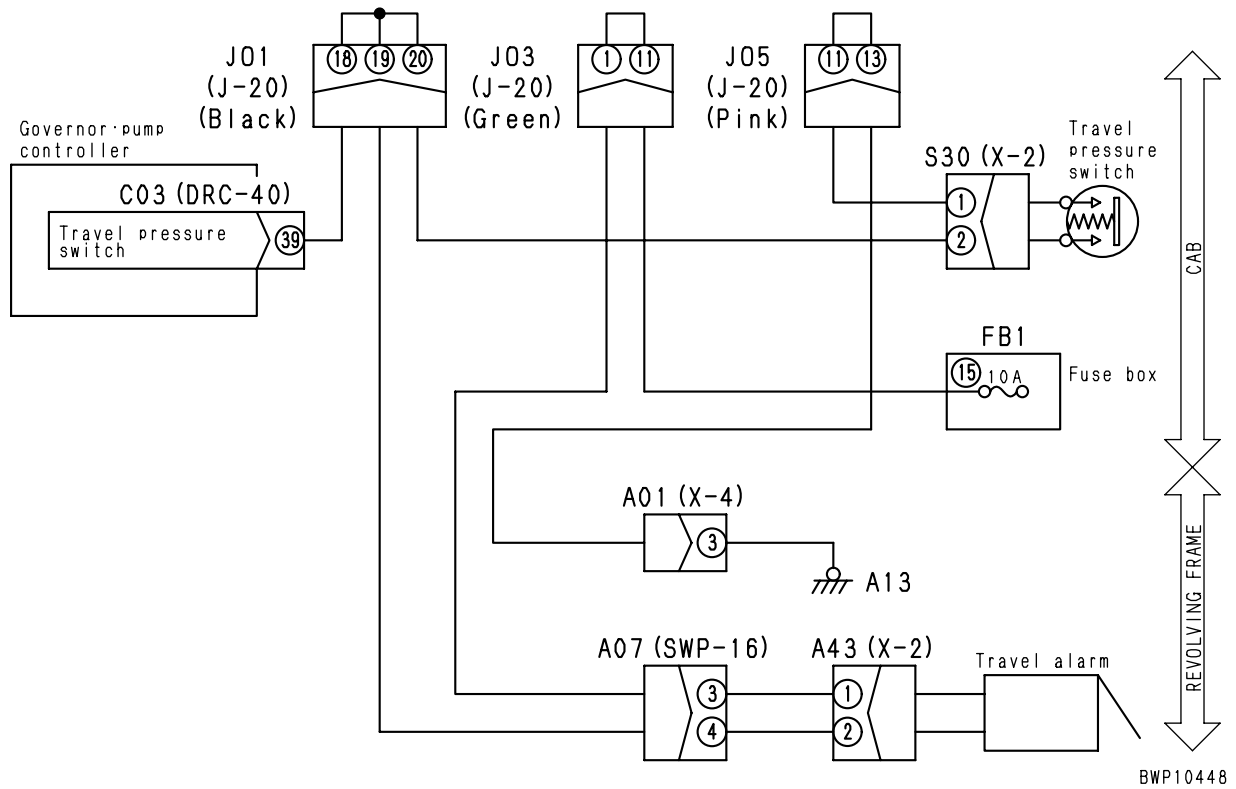 J01
(J-20)
(Black)
18 19 20
J03
(J-20)
(Green)
1 11
J05
(J-20)
(Pink)
11 13
Governor·pump
controller
C03 (DRC-40)
Travel pressure
switch
39
S30 (X-2)
1
2
Travel
pressure
switch
FB1
15 10A
Fuse box
CAB
A01 (X-4)
3
A13
A07 (SWP-16)
3
4
A43 (X-2)
1
2
Travel alarm
REVOLVING FRAME
BWP10448